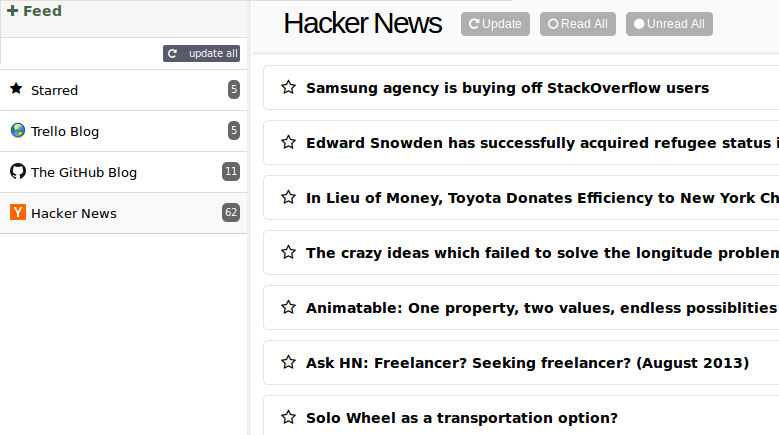 Feed
update all
Starred 5
Trello Blog 5
The GitHub Blog 11
Y Hacker News 62
Hacker News Update Read All Unread All
Samsung agency is buying off StackOverflow users
Edward Snowden has successfully acquired refugee status i
In Lieu of Money, Toyota Donates Efficiency to New York Ch
The crazy ideas which failed to solve the longitude problem
Animatable: One property, two values, endless possiblities
Ask HN: Freelancer? Seeking freelancer? (August 2013)
Solo Wheel as a transportation option?